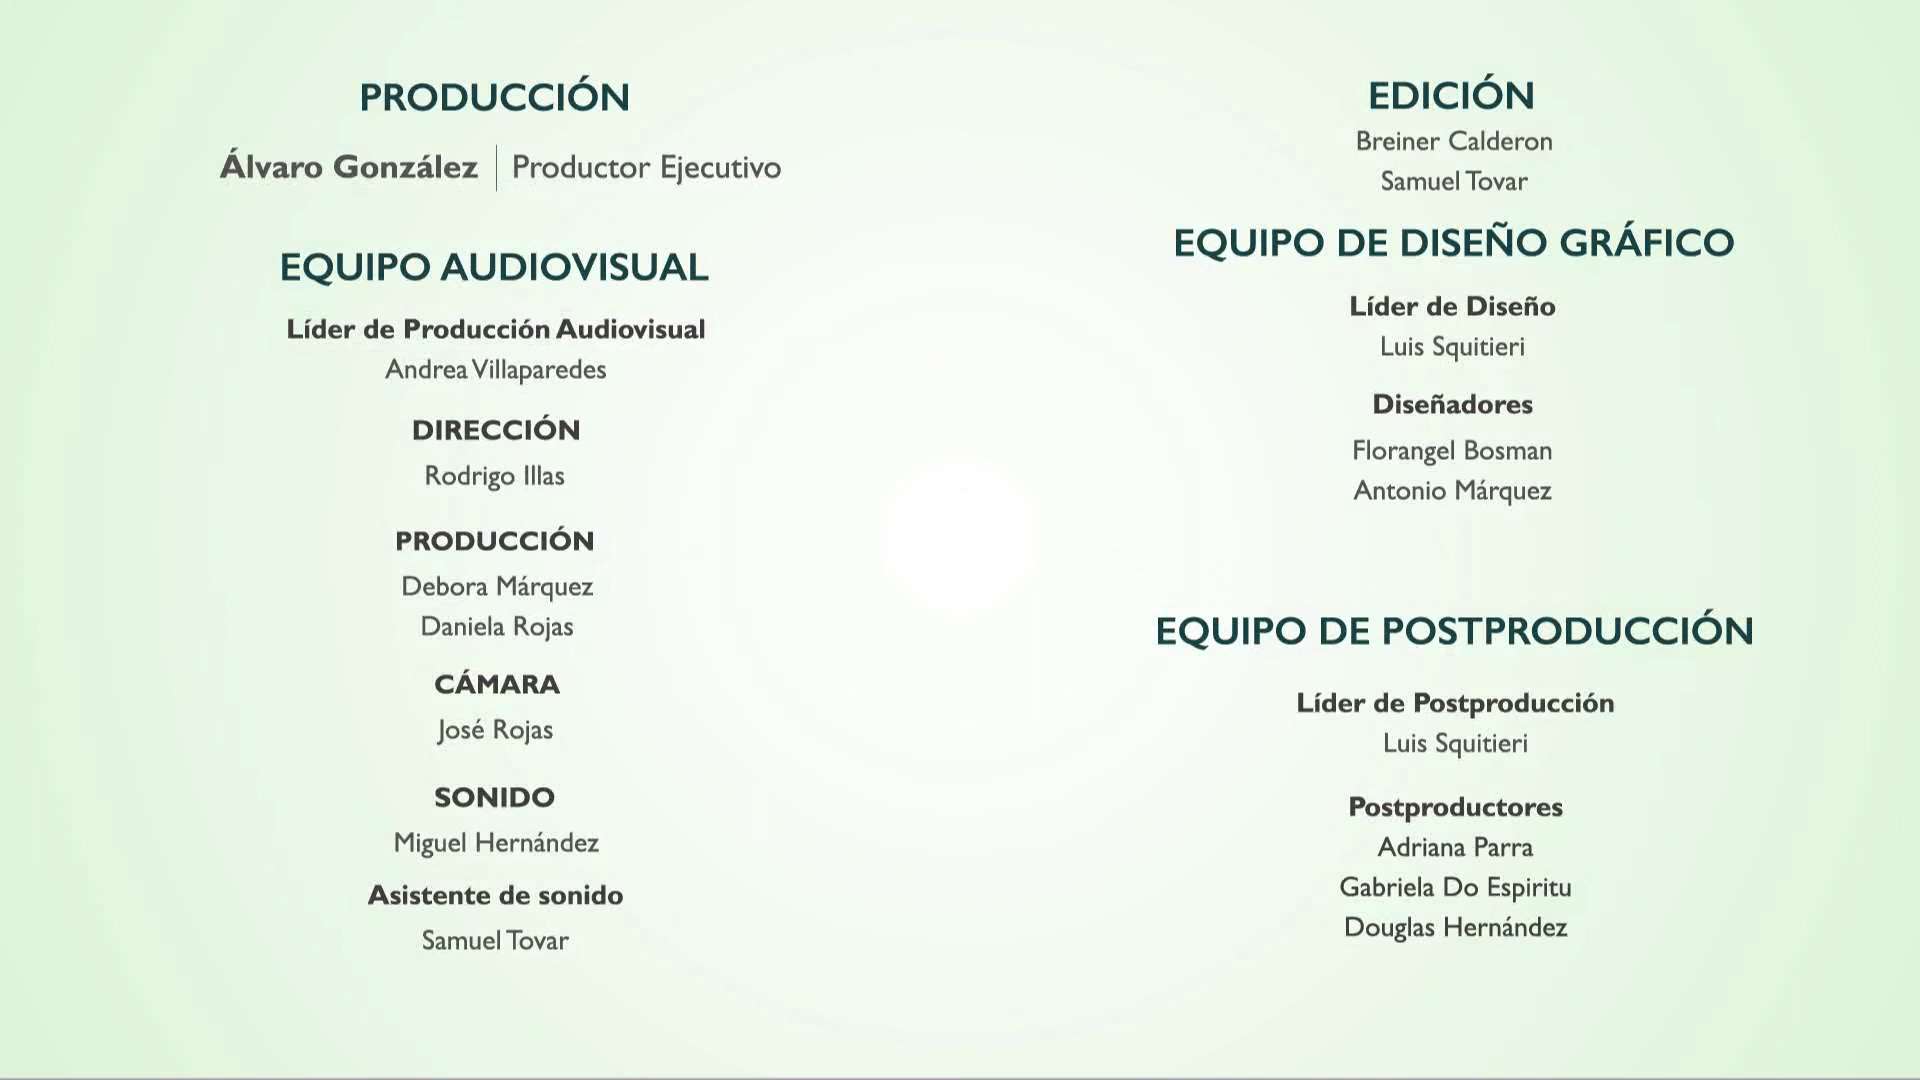 PRODUCCIÓN
Álvaro González | Productor Ejecutivo
EQUIPO AUDIOVISUAL
Líder de Producción Audiovisual
Andrea Villaparedes
DIRECCIÓN
Rodrigo Illas
PRODUCCIÓN
Debora Márquez
Daniela Rojas
CÁMARA
José Rojas
SONIDO
Miguel Hernández
Asistente de sonido
Samuel Tovar
EDICIÓN
Breiner Calderon
Samuel Tovar
EQUIPO DE DISEÑO GRÁFICO
Líder de Diseño
Luis Squitieri
Diseñadores
Florangel Bosman
Antonio Márquez
EQUIPO DE POSTPRODUCCIÓN
Líder de Postproducción
Luis Squitieri
Postproductores
Adriana Parra
Gabriela Do Espiritu
Douglas Hernández